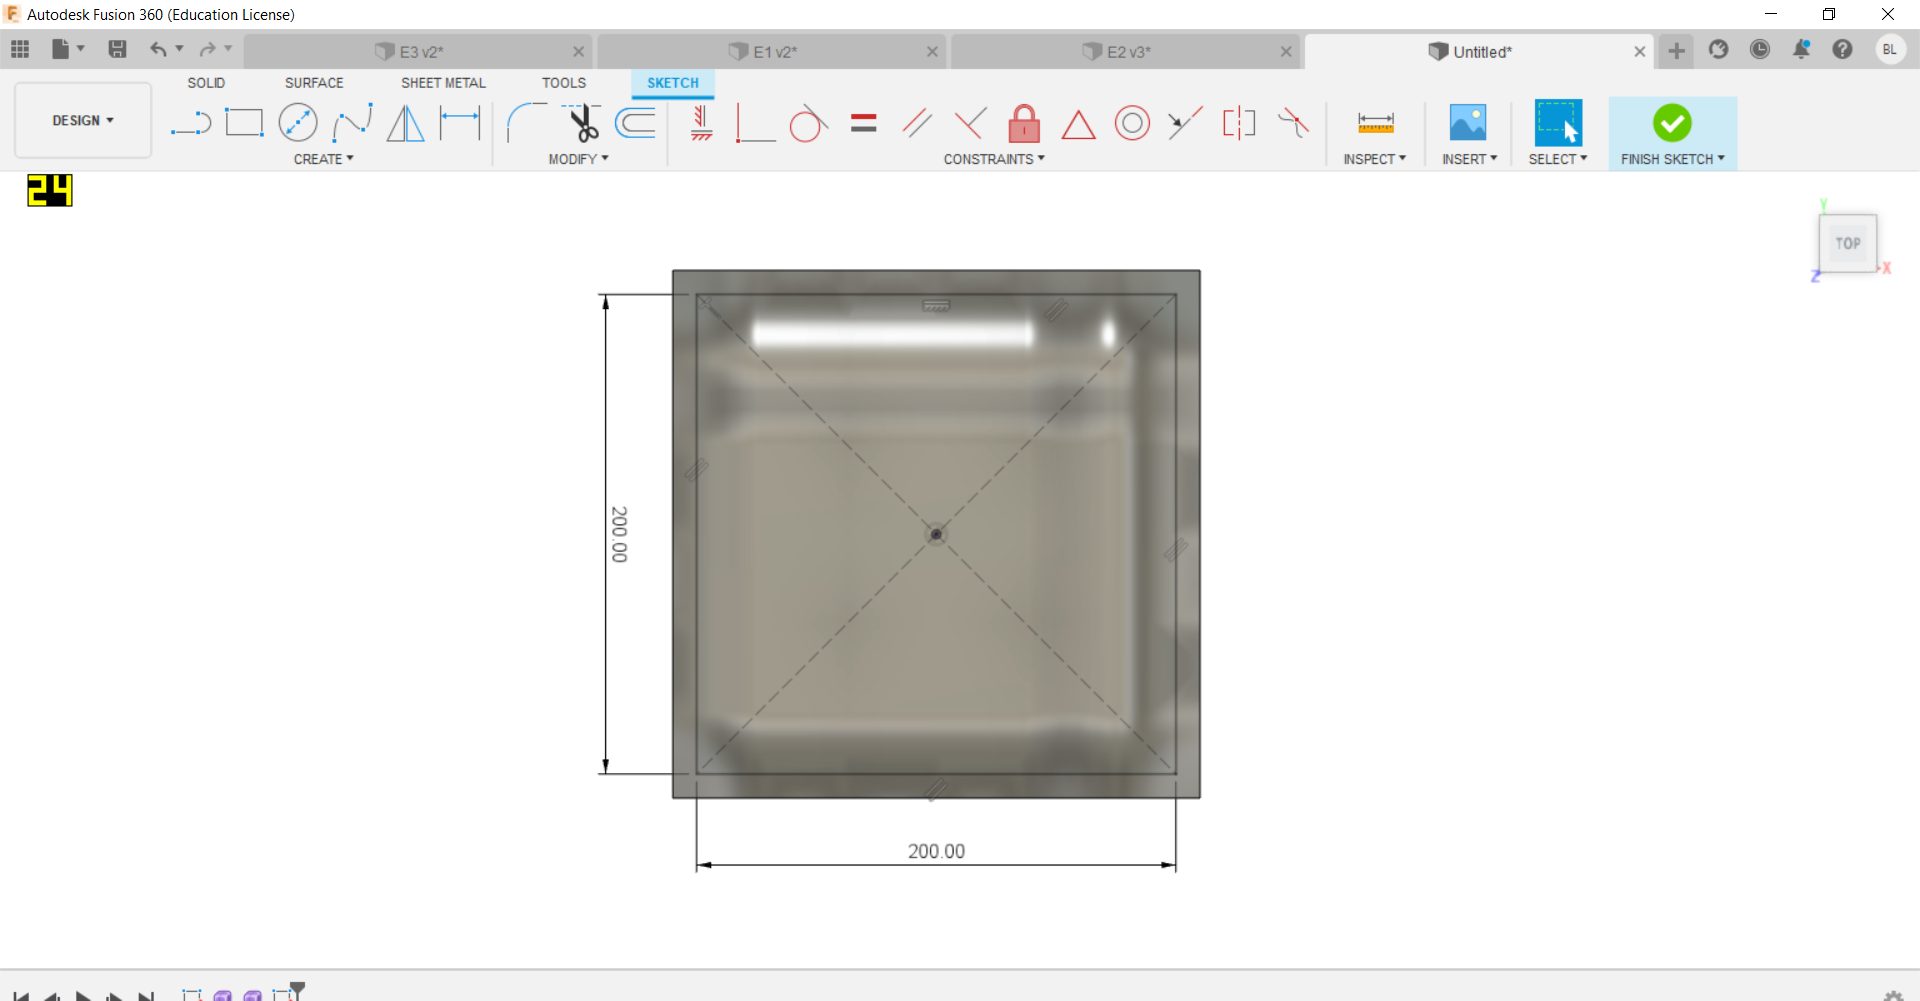 Autodesk Fusion 360 (Education License)
E3 v2*
E1 v2*
E2 v3*
Untitled*
BL
SOLID
SURFACE
SHEET METAL
TOOLS
SKETCH
DESIGN
CREATE
MODIFY
CONSTRAINTS
INSPECT
INSERT
SELECT
FINISH SKETCH
24
Y
TOP
Z
X
200.00
200.00